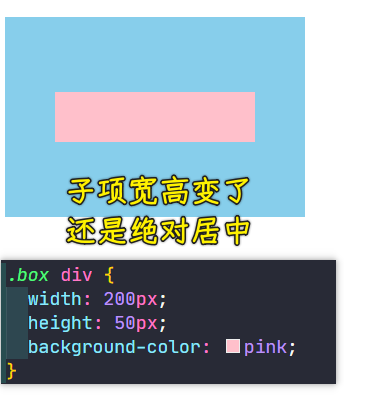 子项宽高变了
还是绝对居中
.box div {
width: 200px;
height: 50px;
background-color: pink;
}